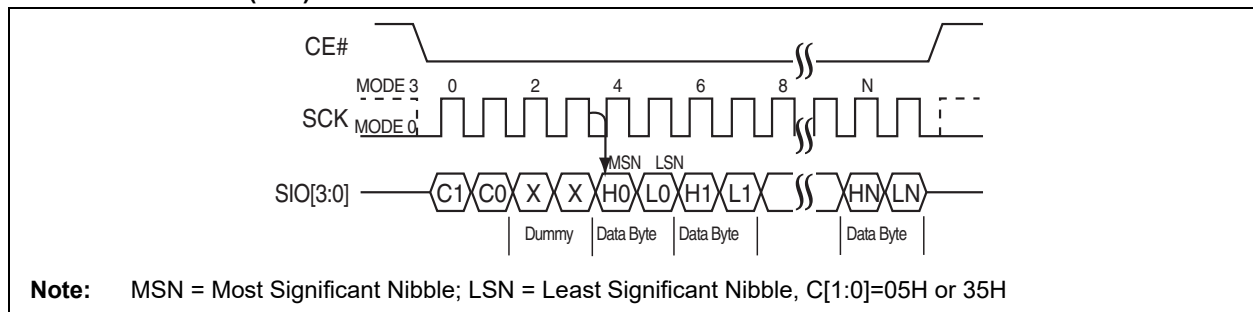 CE#
MODE 3 0 2 4 6 8 N
SCK
MODE 0
MSN LSN
SIO[3:0] C1 C0 X X H0 L0 H1 L1 HN LN
Dummy Data Byte Data Byte Data Byte
Note: MSN = Most Significant Nibble; LSN = Least Significant Nibble, C[1:0]=05H or 35H